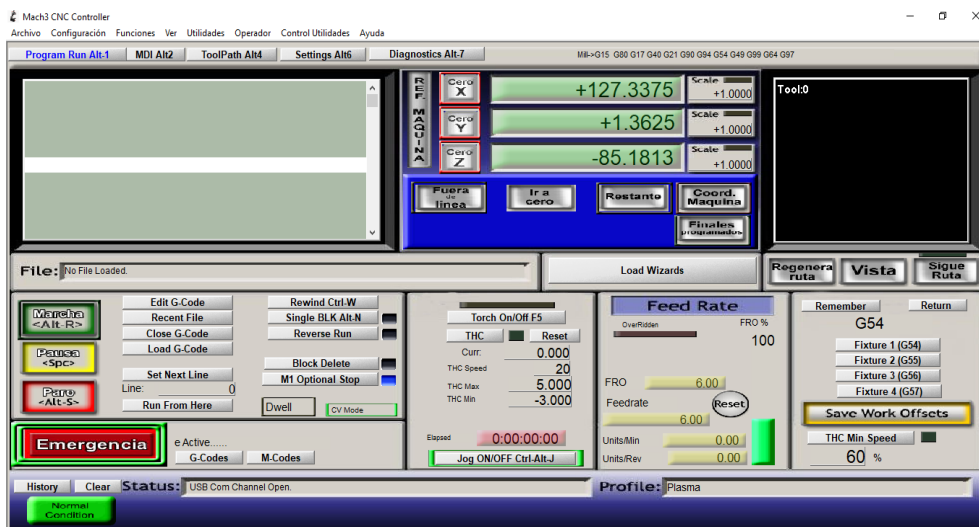 Mach3 CNC Controller
Archivo Configuración Funciones Ver Utilidades Operador Control Utilidades Ayuda
Program Run Alt-1 MDI Alt2 ToolPath Alt4 Settings Alt6 Diagnostics Alt-7 Mill->G15 G80 G17 G40 G21 G90 G94 G54 G49 G99 G64 G97
REF. MAQUINA
Cero X +127.3375 Scale +1.0000
Cero Y +1.3625 Scale +1.0000
Cero Z -85.1813 Scale +1.0000
Tool:0
Fuera de linea Ir a cero Restante Coord. Maquina
Finales programados
File: No File Loaded. Load Wizards Regenera ruta Vista Sigue Ruta
Marcha <Alt-R>
Pausa <Spc>
Paro <Alt-S>
Edit G-Code
Recent File
Close G-Code
Load G-Code
Set Next Line
Line: 0
Run From Here
Rewind Ctrl-W
Single BLK Alt-N
Reverse Run
Block Delete
M1 Optional Stop
Dwell CV Mode
Emergencia e Active......
G-Codes M-Codes
Torch On/Off F5
THC Reset
Curr: 0.000
THC Speed 20
THC Max 5.000
THC Min -3.000
Elapsed 0:00:00:00
Jog ON/OFF Ctrl-Alt-J
Feed Rate
OverRidden FRO %
100
FRO 6.00
Feedrate Reset
6.00
Units/Min 0.00
Units/Rev 0.00
Remember Return
G54
Fixture 1 (G54)
Fixture 2 (G55)
Fixture 3 (G56)
Fixture 4 (G57)
Save Work Offsets
THC Min Speed
60 %
History Clear Status: USB Com Channel Open. Profile: Plasma
Normal Condition